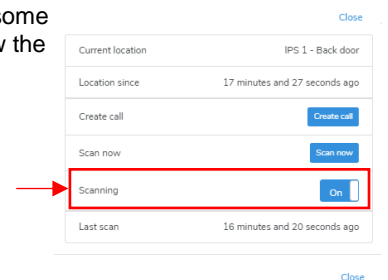 some
the
Close
Current location IPS 1 - Back door
Location since 17 minutes and 27 seconds ago
Create call Create call
Scan now Scan now
Scanning On
Last scan 16 minutes and 20 seconds ago
Close